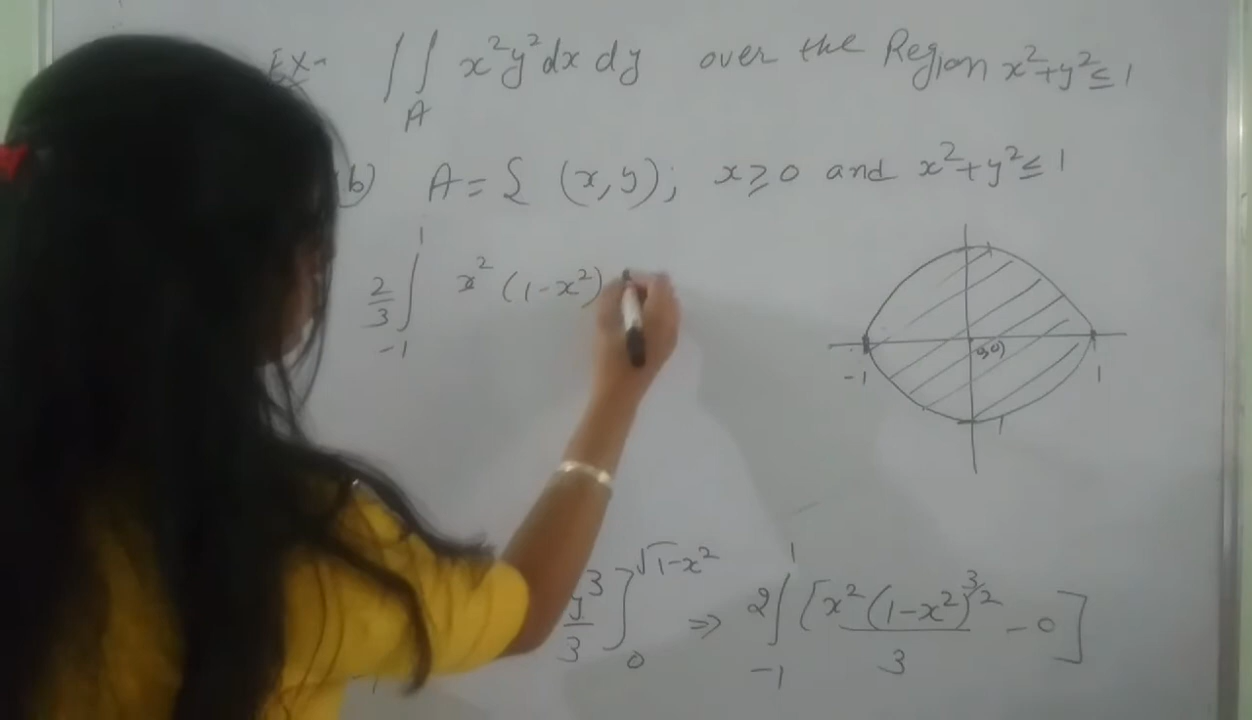 Ex- ∬_A x²y² dx dy over the Region x²+y² ≤ 1
b) A = { (x, y); x ≥ 0 and x²+y² ≤ 1
2/3 ∫_{-1}^{1} x² (1-x²)
-1 (0,0) 1
1
y³/3 ]_0^{√1-x²} ⇒ 2∫_{-1}^{1} [ x²(1-x²)^{3/2} / 3 - 0 ]
-1